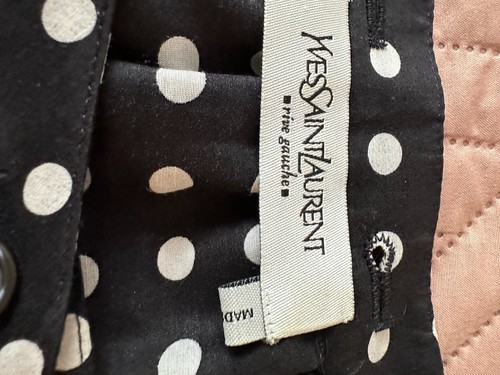 YVESSAINTLAURENT
■rive gauche■
MAD